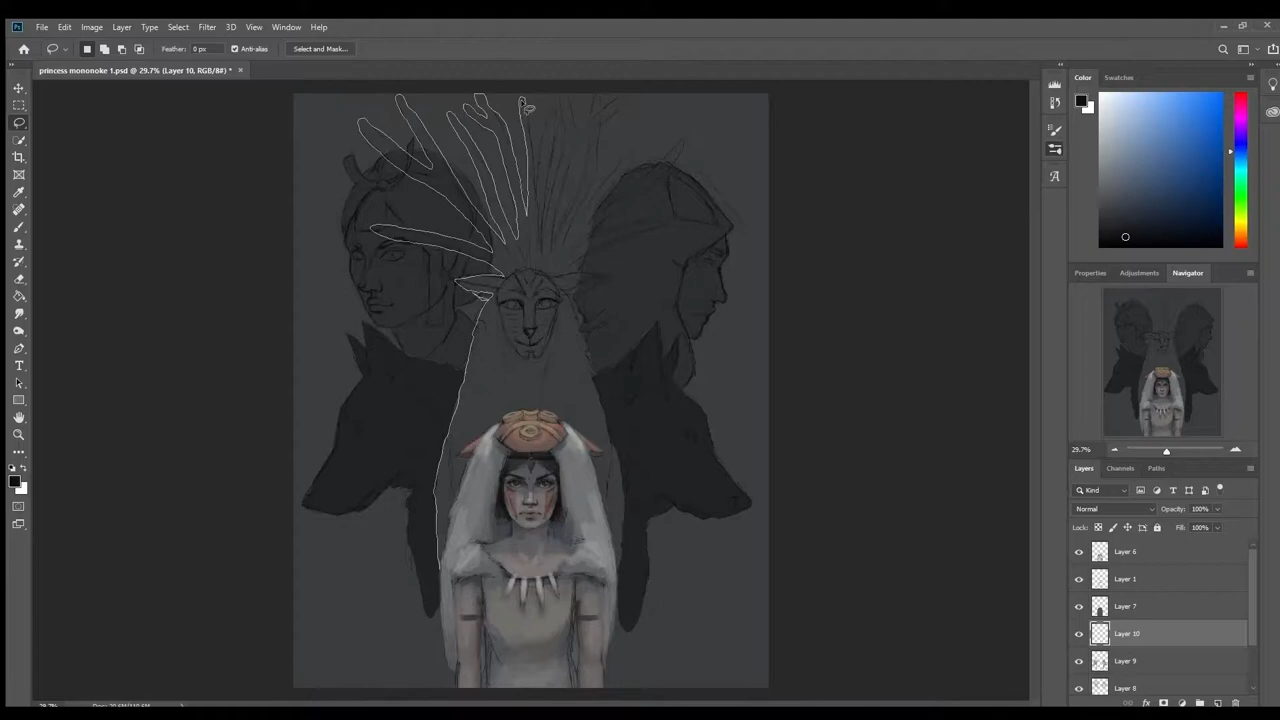 Ps File Edit Image Layer Type Select Filter 3D View Window Help
Feather: 0 px Anti-alias Select and Mask...
princess mononoke 1.psd @ 29.7% (Layer 10, RGB/8#) * ×
Color Swatches
Properties Adjustments Navigator
29.7%
Layers Channels Paths
Kind
Normal Opacity: 100%
Lock: Fill: 100%
Layer 6
Layer 1
Layer 7
Layer 10
Layer 9
Layer 8
fx